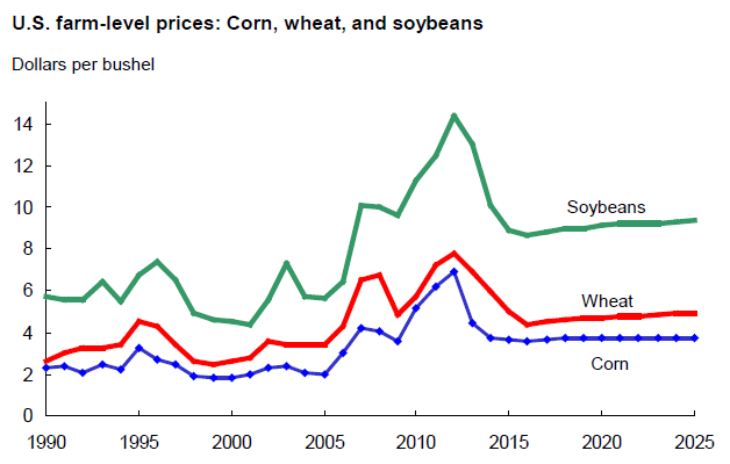 U.S. farm-level prices: Corn, wheat, and soybeans
Dollars per bushel
14
12
10
Soybeans
8
6
Wheat
4
Corn
2
0
1990 1995 2000 2005 2010 2015 2020 2025